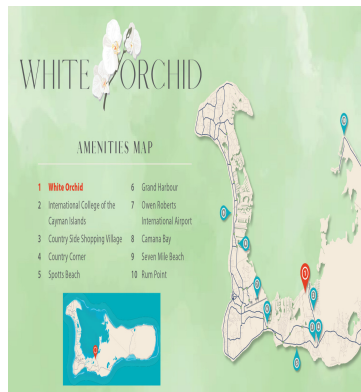 WHITE ORCHID
AMENITIES MAP
1 White Orchid
2 International College of the
Cayman Islands
3 Country Side Shopping Village
4 Country Corner
5 Spotts Beach
6 Grand Harbour
7 Owen Roberts
International Airport
8 Camana Bay
9 Seven Mile Beach
10 Rum Point